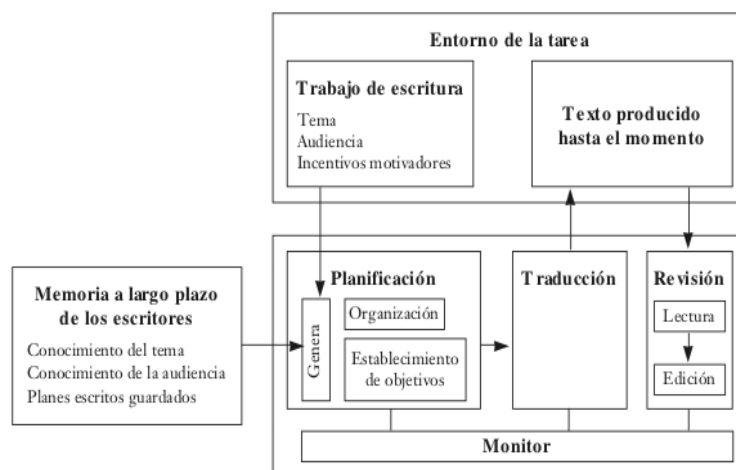 Entorno de la tarea
Trabajo de escritura
Tema
Audiencia
Incentivos motivadores
Texto producido
hasta el momento
Memoria a largo plazo
de los escritores
Conocimiento del tema
Conocimiento de la audiencia
Planes escritos guardados
Planificación
Genera
Organización
Establecimiento
de objetivos
Traducción
Revisión
Lectura
Edición
Monitor